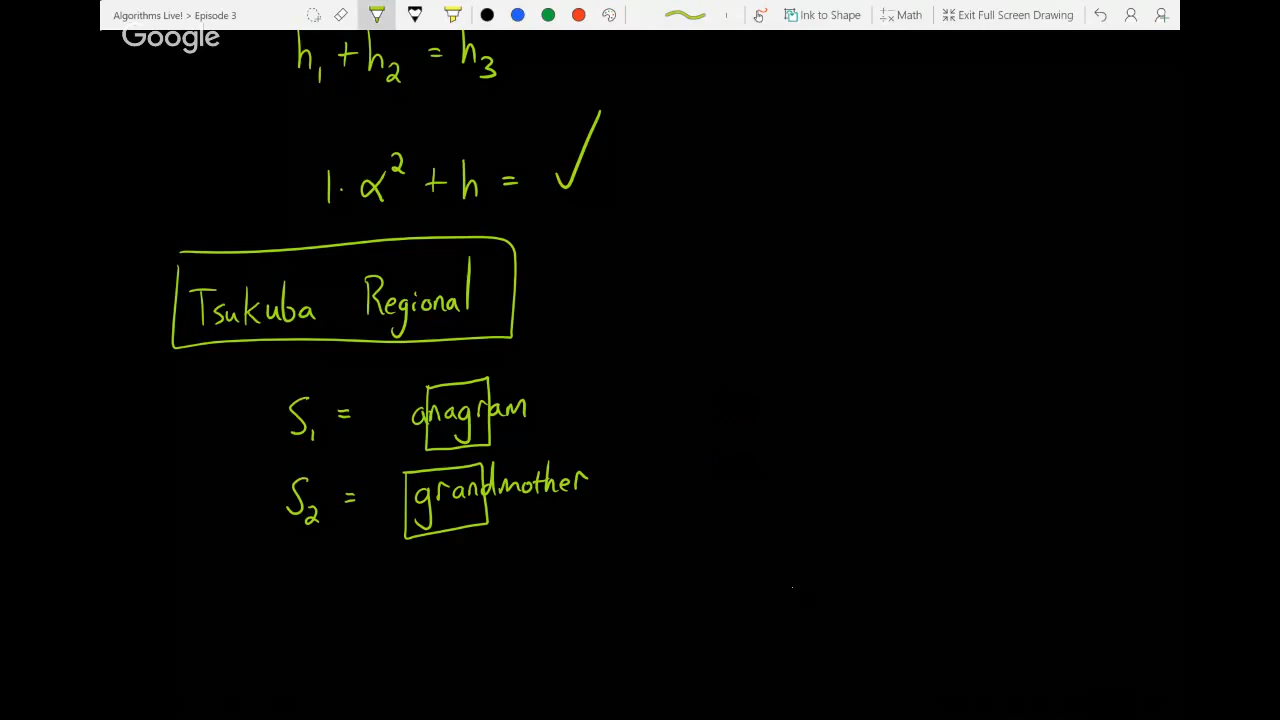 Algorithms Live! > Episode 3
Ink to Shape
Math
Exit Full Screen Drawing
Google
h₁ + h₂ = h₃
1·α² + h = ✓
Tsukuba Regional
S₁ = anagram
S₂ = grandmother